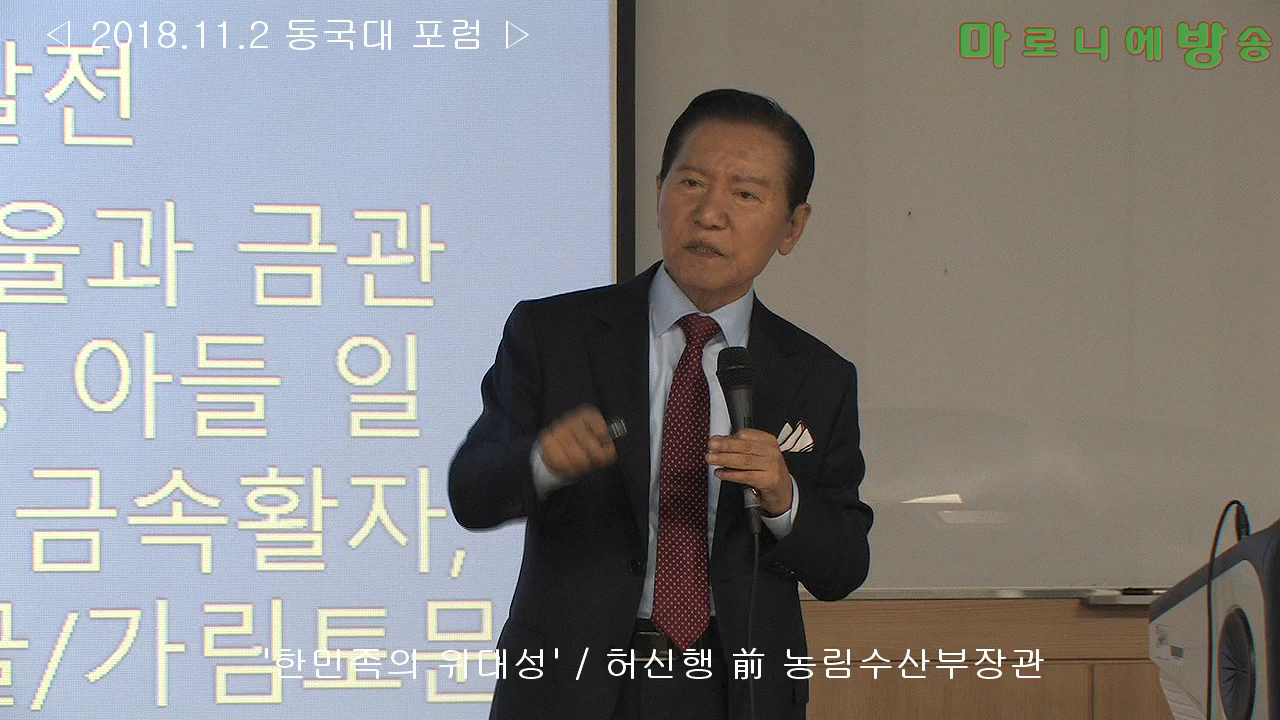 ◁ 2018.11.2 동국대 포럼 ▷
마로니에방송
발전
울과 금관
아들 일
금속활자,
글/가림토문
'한민족의 위대성' / 허신행 前 농림수산부장관